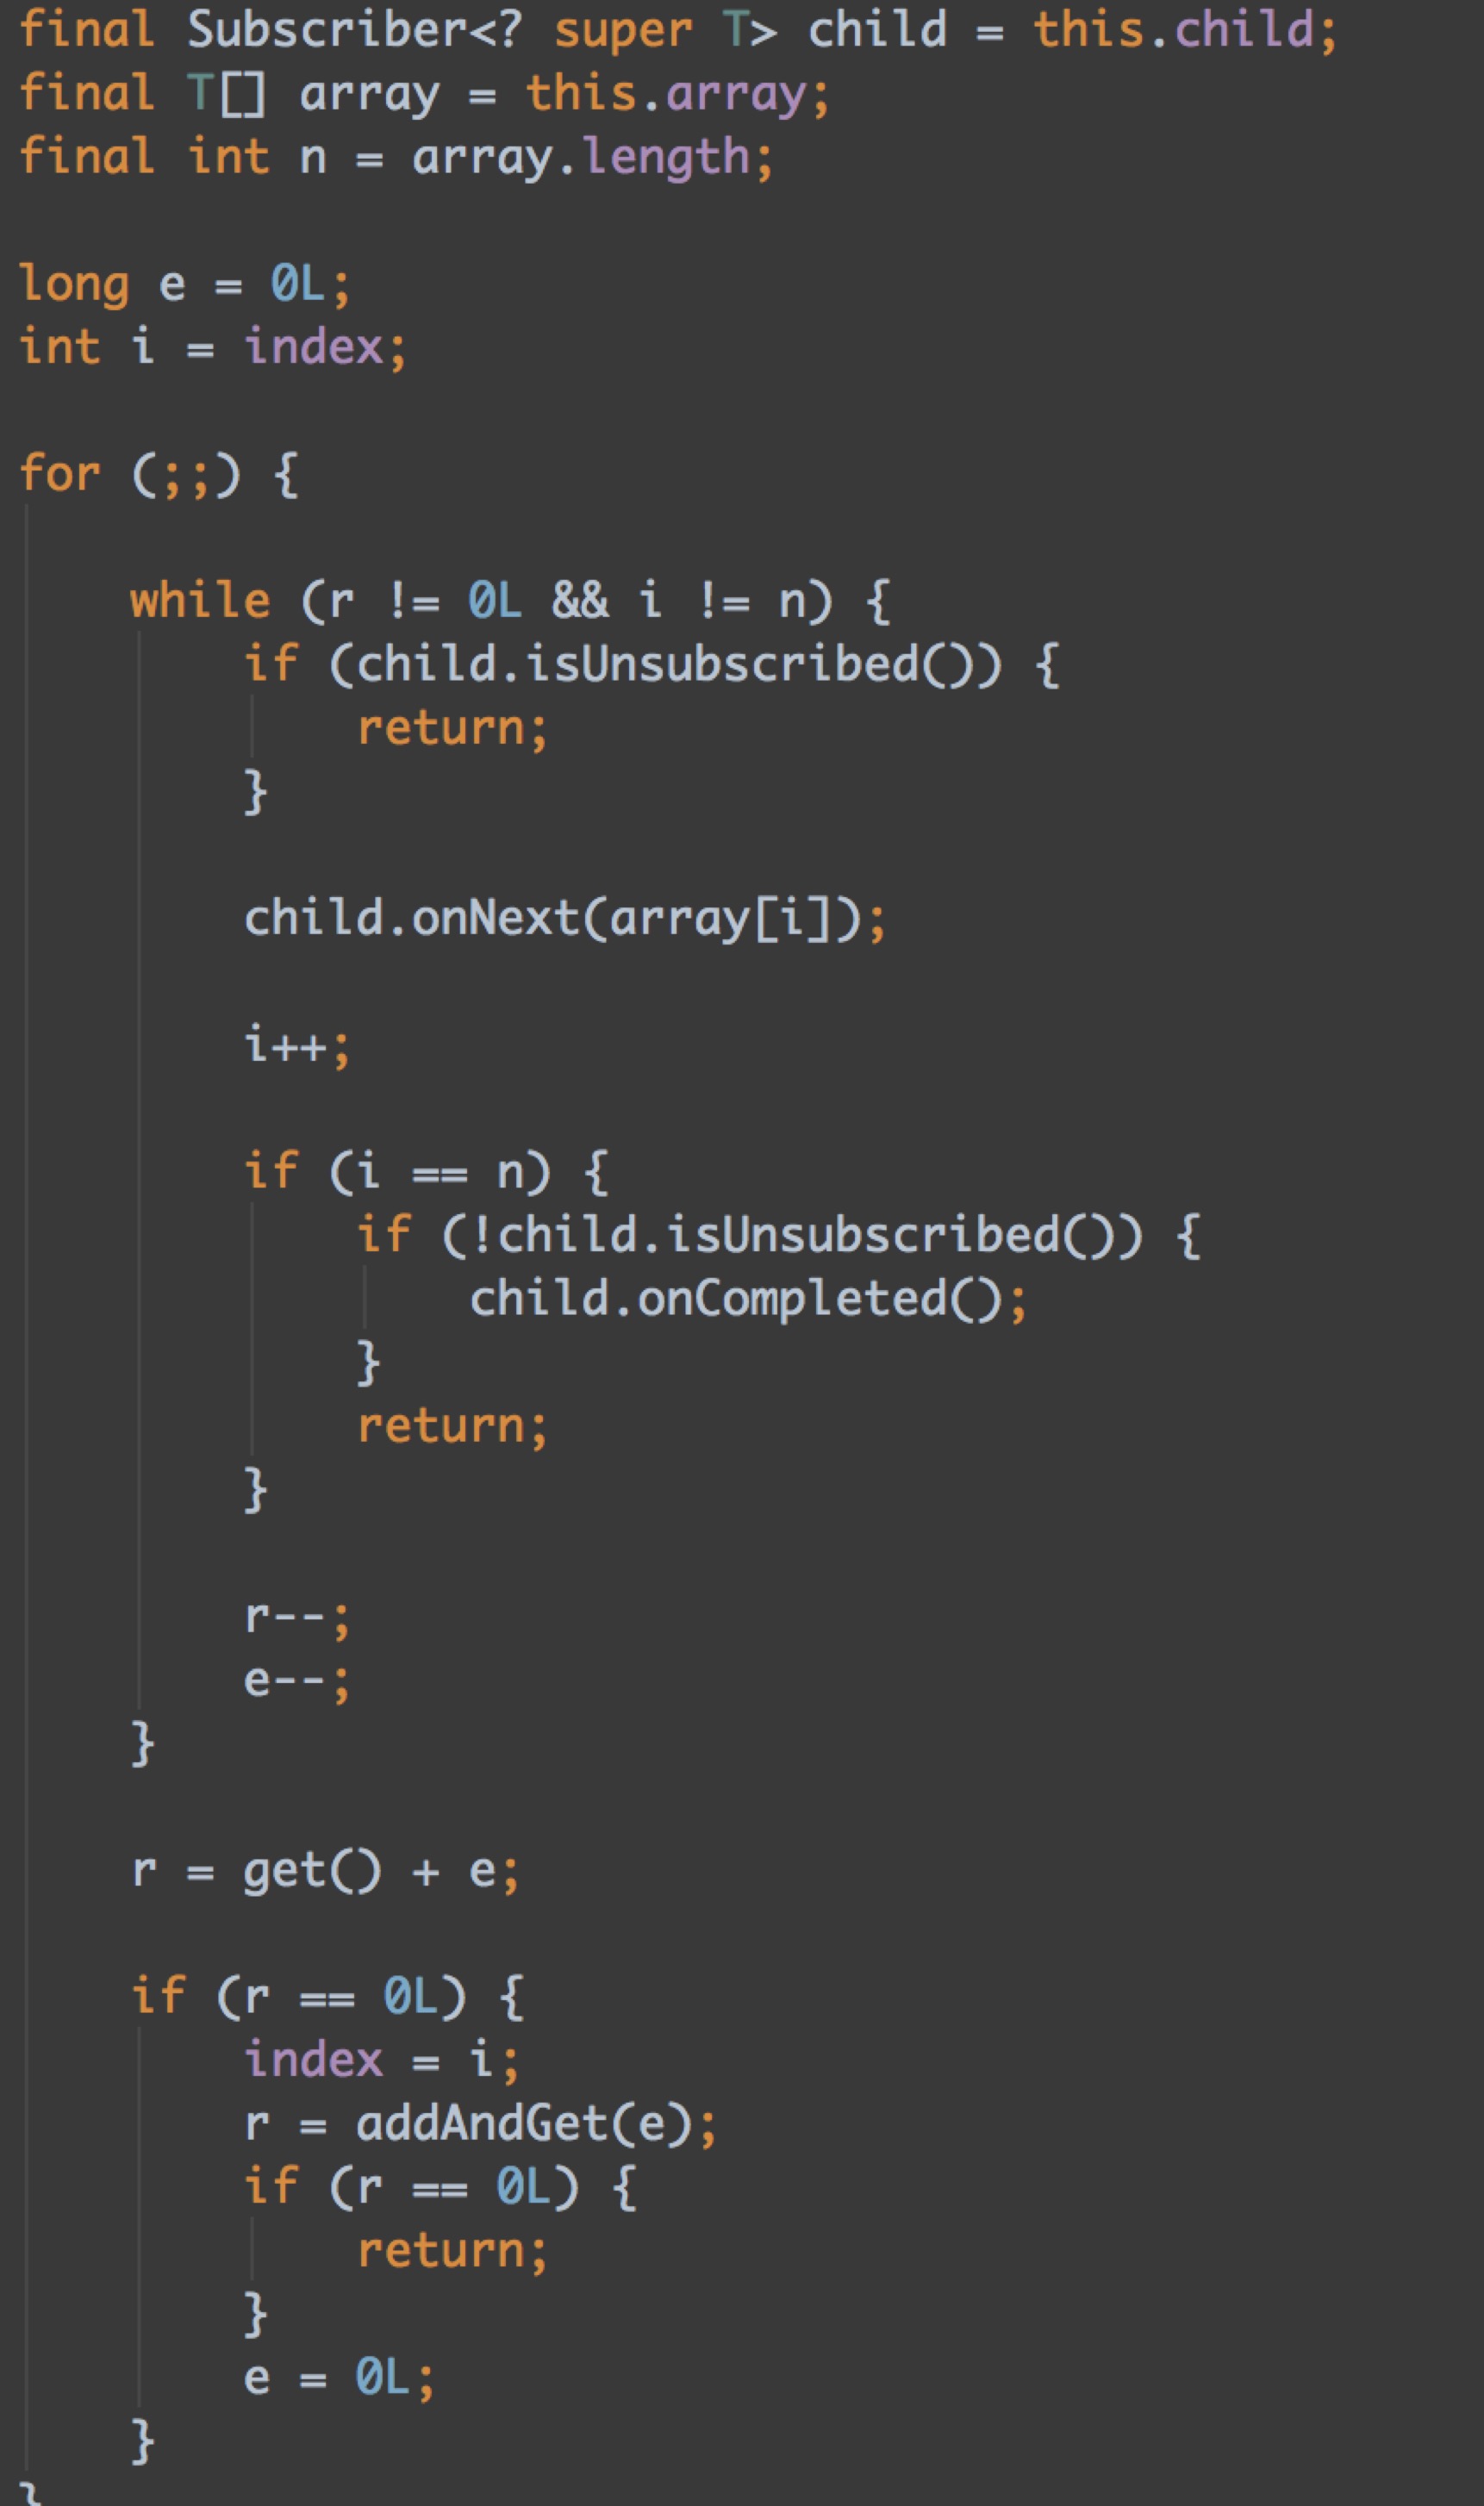 final Subscriber<? super T> child = this.child;
final T[] array = this.array;
final int n = array.length;
long e = 0L;
int i = index;
for (;;) {
while (r != 0L && i != n) {
if (child.isUnsubscribed()) {
return;
}
child.onNext(array[i]);
i++;
if (i == n) {
if (!child.isUnsubscribed()) {
child.onCompleted();
}
return;
}
r--;
e--;
}
r = get() + e;
if (r == 0L) {
index = i;
r = addAndGet(e);
if (r == 0L) {
return;
}
e = 0L;
}
}